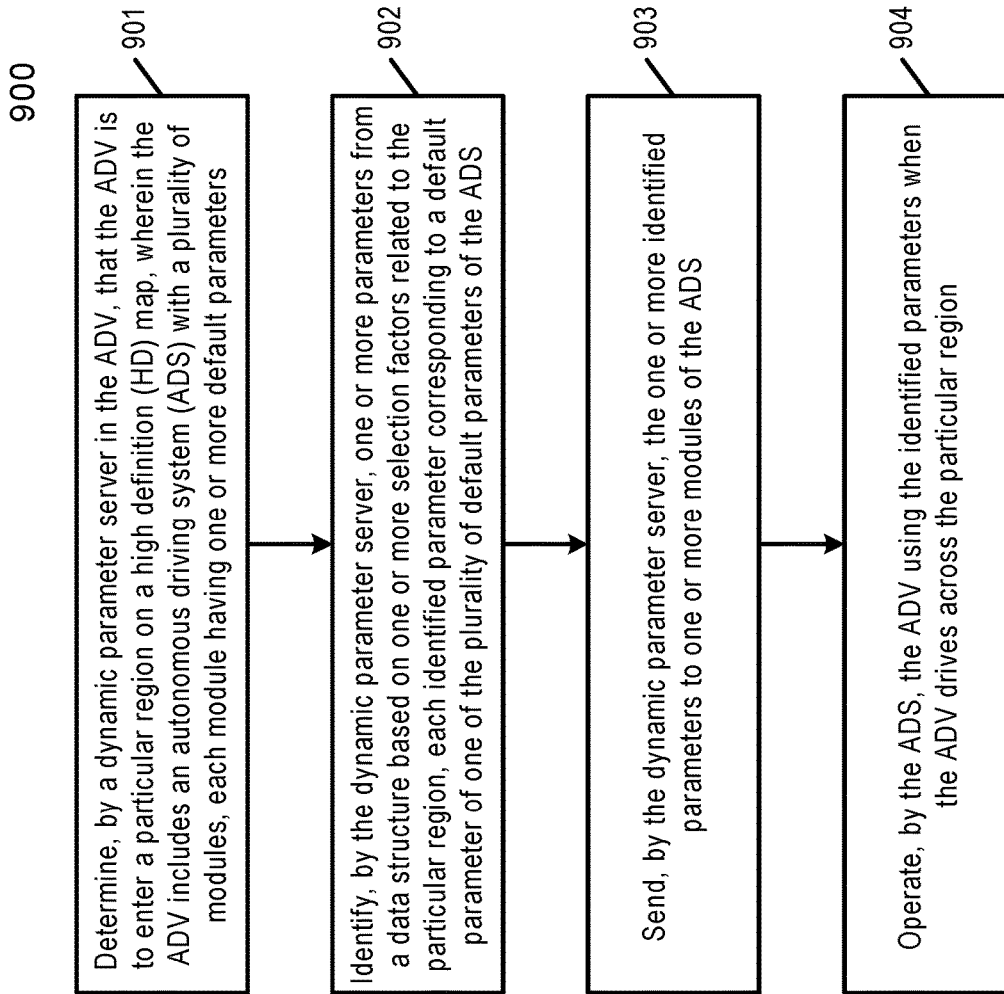 900
Determine, by a dynamic parameter server in the ADV, that the ADV is
to enter a particular region on a high definition (HD) map, wherein the
ADV includes an autonomous driving system (ADS) with a plurality of
modules, each module having one or more default parameters
901
Identify, by the dynamic parameter server, one or more parameters from
a data structure based on one or more selection factors related to the
particular region, each identified parameter corresponding to a default
parameter of one of the plurality of default parameters of the ADS
902
Send, by the dynamic parameter server, the one or more identified
parameters to one or more modules of the ADS
903
Operate, by the ADS, the ADV using the identified parameters when
the ADV drives across the particular region
904